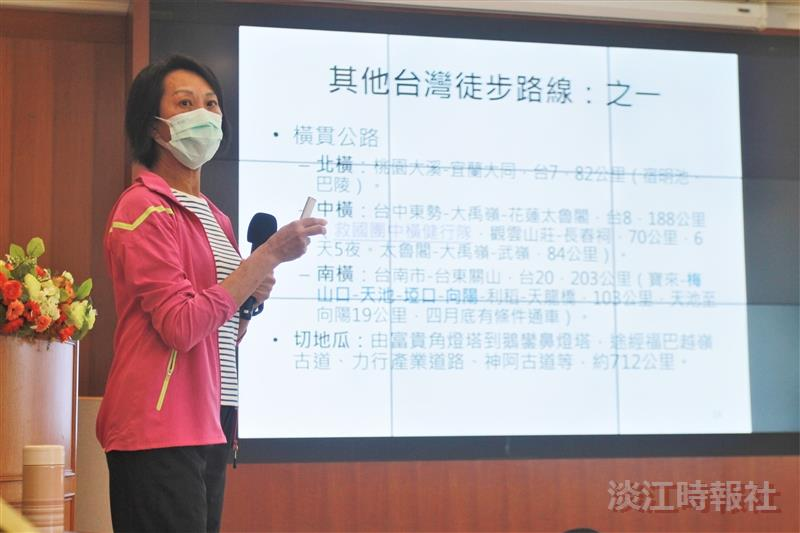 其他台灣徒步路線：之一
• 橫貫公路
– 北橫：桃園大溪-宜蘭大同，台7，82公里（宿明池、
巴陵）。
中橫：台中東勢-大禹嶺-花蓮太魯閣，台8，188公里
救國團中橫健行隊，觀雲山莊-長春祠，70公里，6
天5夜。太魯閣-大禹嶺-武嶺，84公里）。
– 南橫：台南市-台東關山，台20，203公里（寶來-梅
山口-天池-埡口-向陽-利稻-天龍橋，103公里，天池至
向陽19公里，四月底有條件通車）。
• 切地瓜：由富貴角燈塔到鵝鑾鼻燈塔，途經福巴越嶺
古道、力行產業道路、神阿古道等，約712公里。
淡江時報社